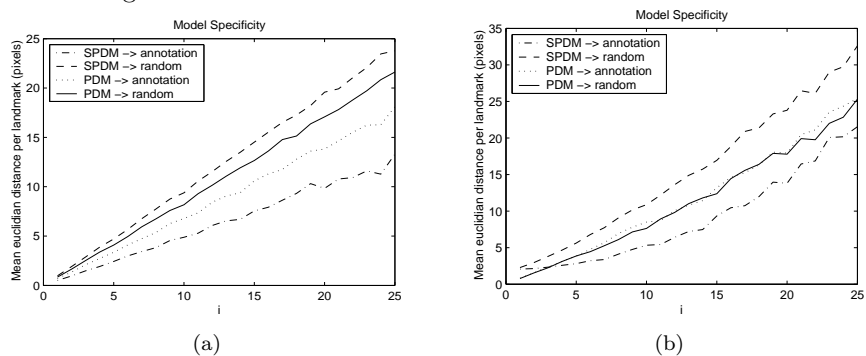 Model Specificity
Mean euclidian distance per landmark (pixels)
25
20
15
10
5
0
SPDM −> annotation
SPDM −> random
PDM −> annotation
PDM −> random
0 5 10 15 20 25
i
(a)
Model Specificity
Mean euclidian distance per landmark (pixels)
35
30
25
20
15
10
5
0
SPDM −> annotation
SPDM −> random
PDM −> annotation
PDM −> random
0 5 10 15 20 25
i
(b)